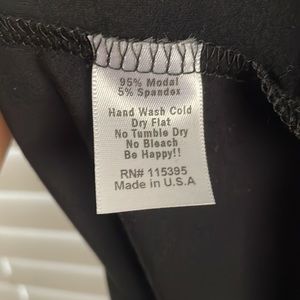 95% Modal
5% Spandex
Hand Wash Cold
Dry Flat
No Tumble Dry
No Bleach
Be Happy!!
RN# 115395
Made in U.S.A